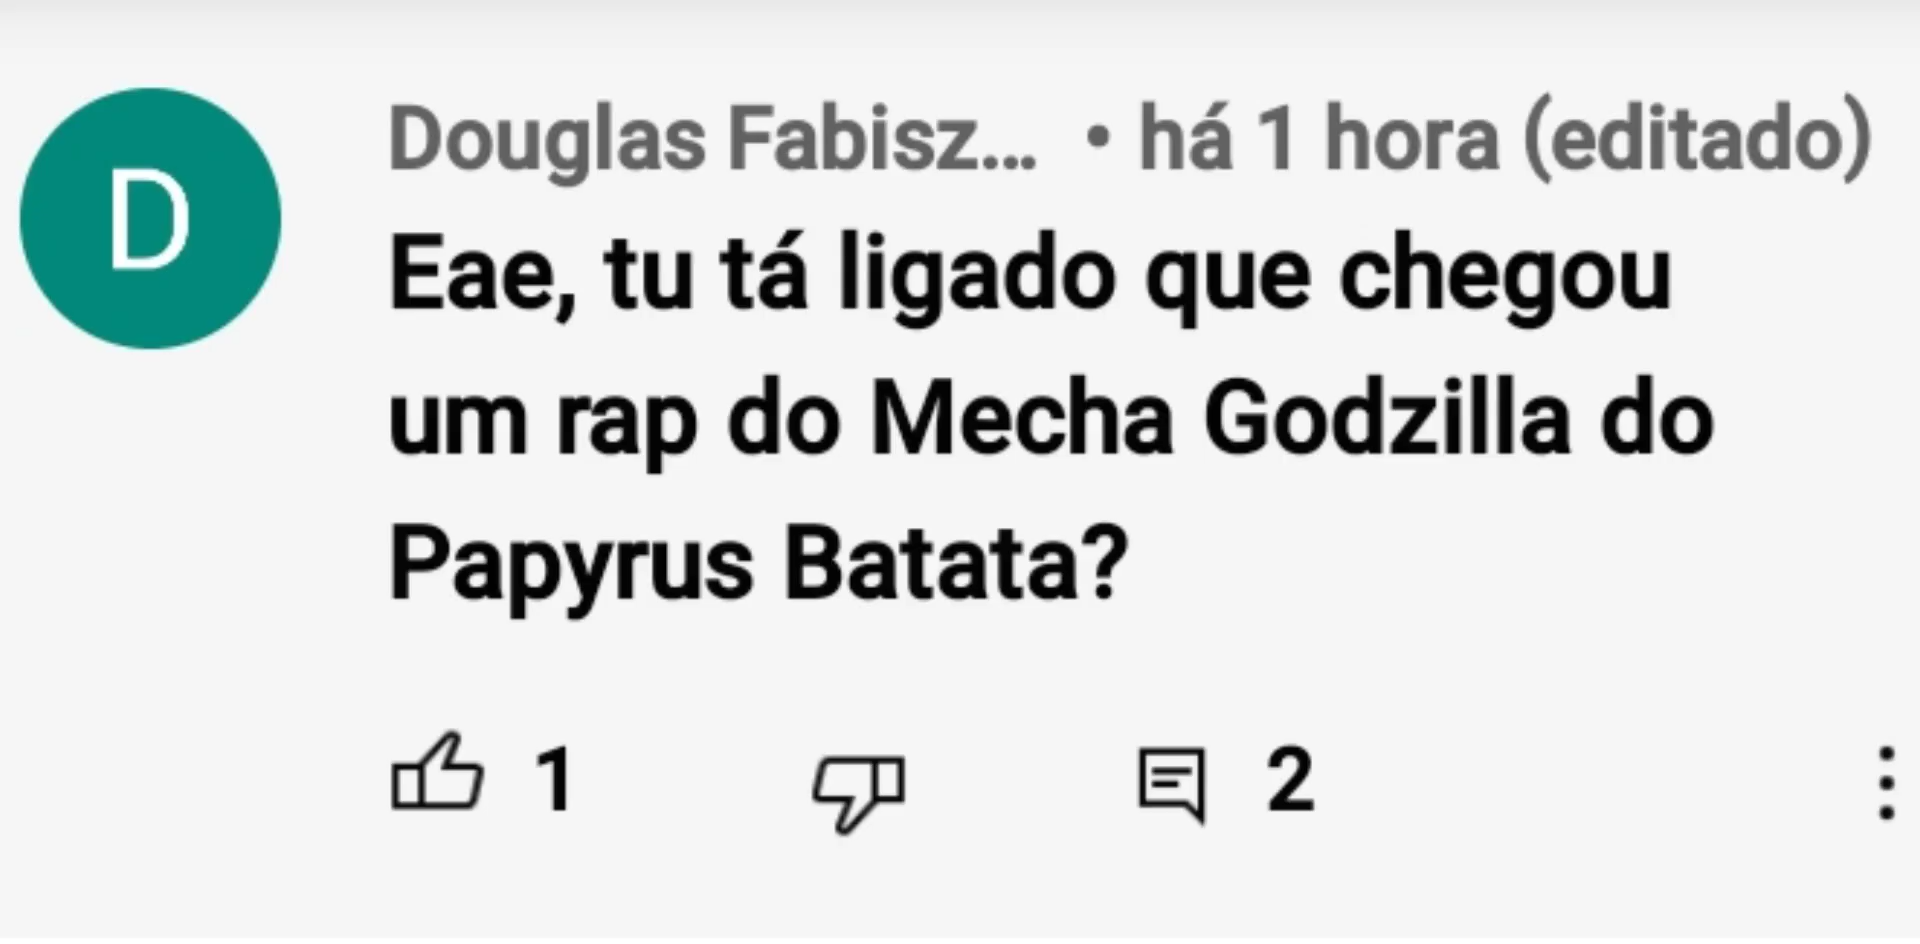 D
Douglas Fabisz... • há 1 hora (editado)
Eae, tu tá ligado que chegou
um rap do Mecha Godzilla do
Papyrus Batata?
1 2